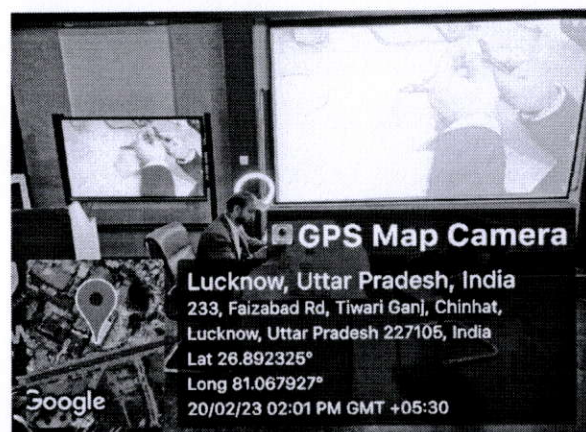 GPS Map Camera
Lucknow, Uttar Pradesh, India
233, Faizabad Rd, Tiwari Ganj, Chinhat,
Lucknow, Uttar Pradesh 227105, India
Lat 26.892325°
Long 81.067927°
20/02/23 02:01 PM GMT +05:30
Google